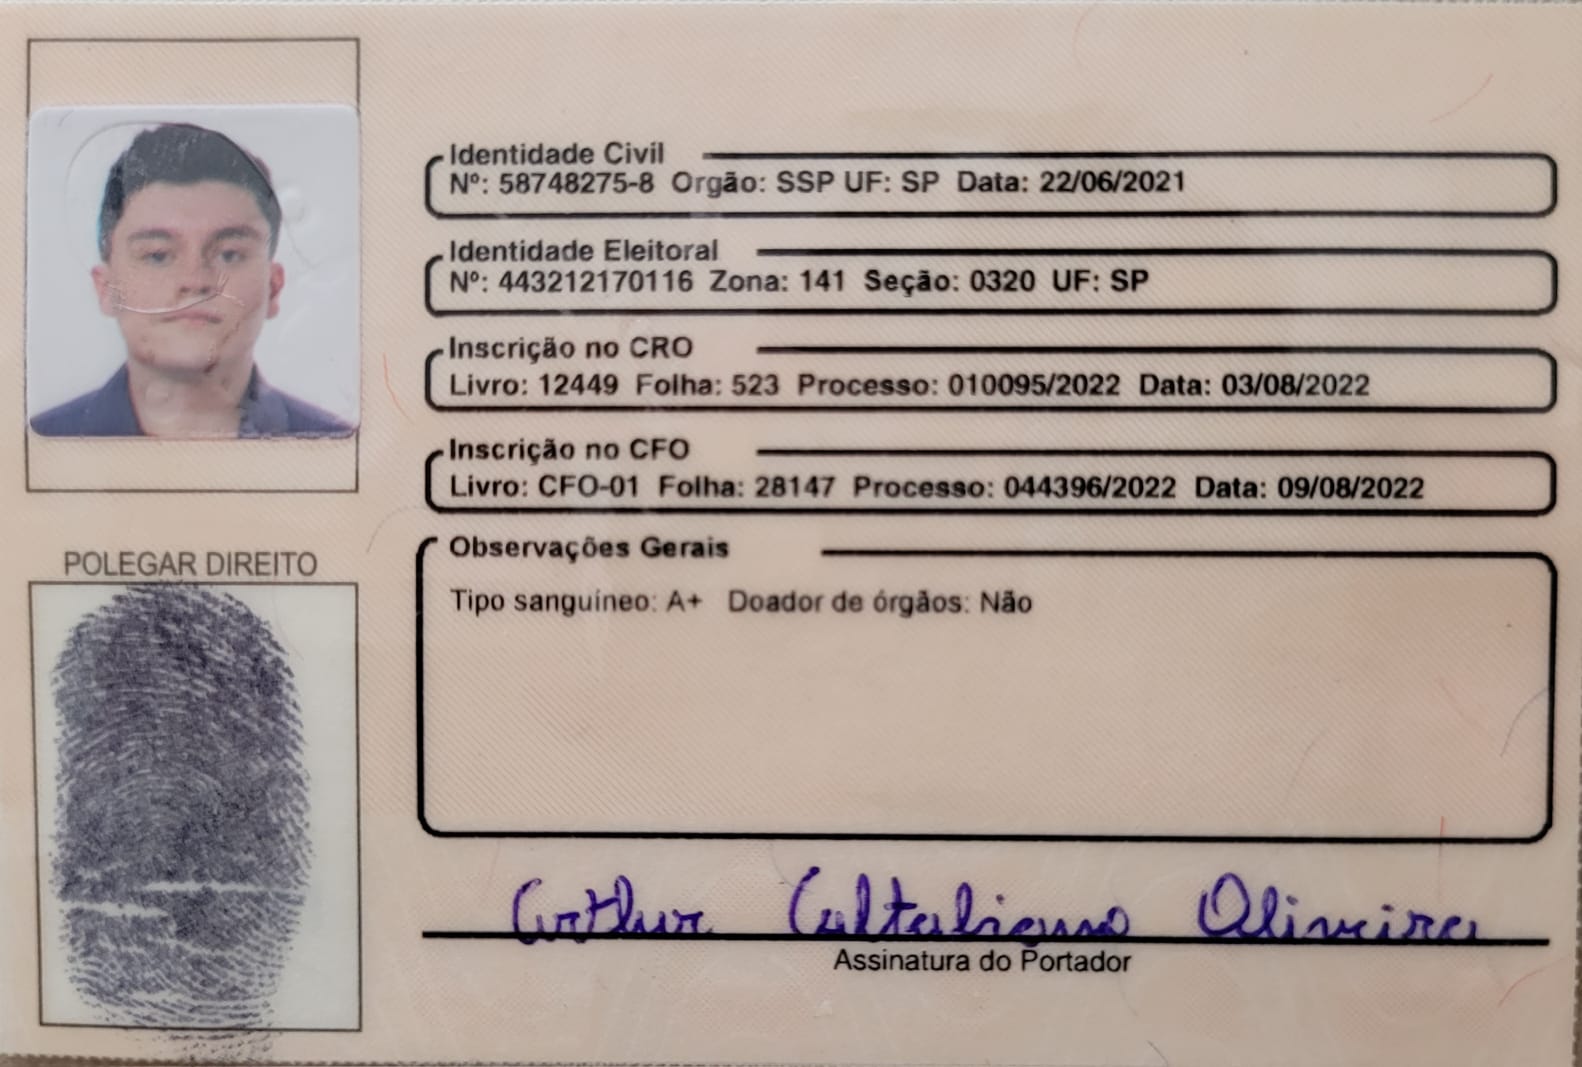 Identidade Civil
Nº: 58748275-8 Orgão: SSP UF: SP Data: 22/06/2021
Identidade Eleitoral
Nº: 443212170116 Zona: 141 Seção: 0320 UF: SP
Inscrição no CRO
Livro: 12449 Folha: 523 Processo: 010095/2022 Data: 03/08/2022
Inscrição no CFO
Livro: CFO-01 Folha: 28147 Processo: 044396/2022 Data: 09/08/2022
POLEGAR DIREITO
Observações Gerais
Tipo sanguíneo: A+ Doador de órgãos: Não
Arthur Oliveira
Assinatura do Portador